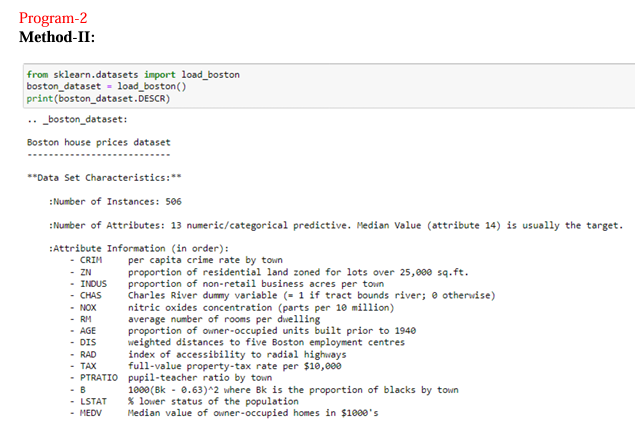 Program-2
Method-II:
from sklearn.datasets import load_boston
boston_dataset = load_boston()
print(boston_dataset.DESCR)
.. _boston_dataset:
Boston house prices dataset
---------------------------
**Data Set Characteristics:**
:Number of Instances: 506
:Number of Attributes: 13 numeric/categorical predictive. Median Value (attribute 14) is usually the target.
:Attribute Information (in order):
- CRIM per capita crime rate by town
- ZN proportion of residential land zoned for lots over 25,000 sq.ft.
- INDUS proportion of non-retail business acres per town
- CHAS Charles River dummy variable (= 1 if tract bounds river; 0 otherwise)
- NOX nitric oxides concentration (parts per 10 million)
- RM average number of rooms per dwelling
- AGE proportion of owner-occupied units built prior to 1940
- DIS weighted distances to five Boston employment centres
- RAD index of accessibility to radial highways
- TAX full-value property-tax rate per $10,000
- PTRATIO pupil-teacher ratio by town
- B 1000(Bk - 0.63)^2 where Bk is the proportion of blacks by town
- LSTAT % lower status of the population
- MEDV Median value of owner-occupied homes in $1000's